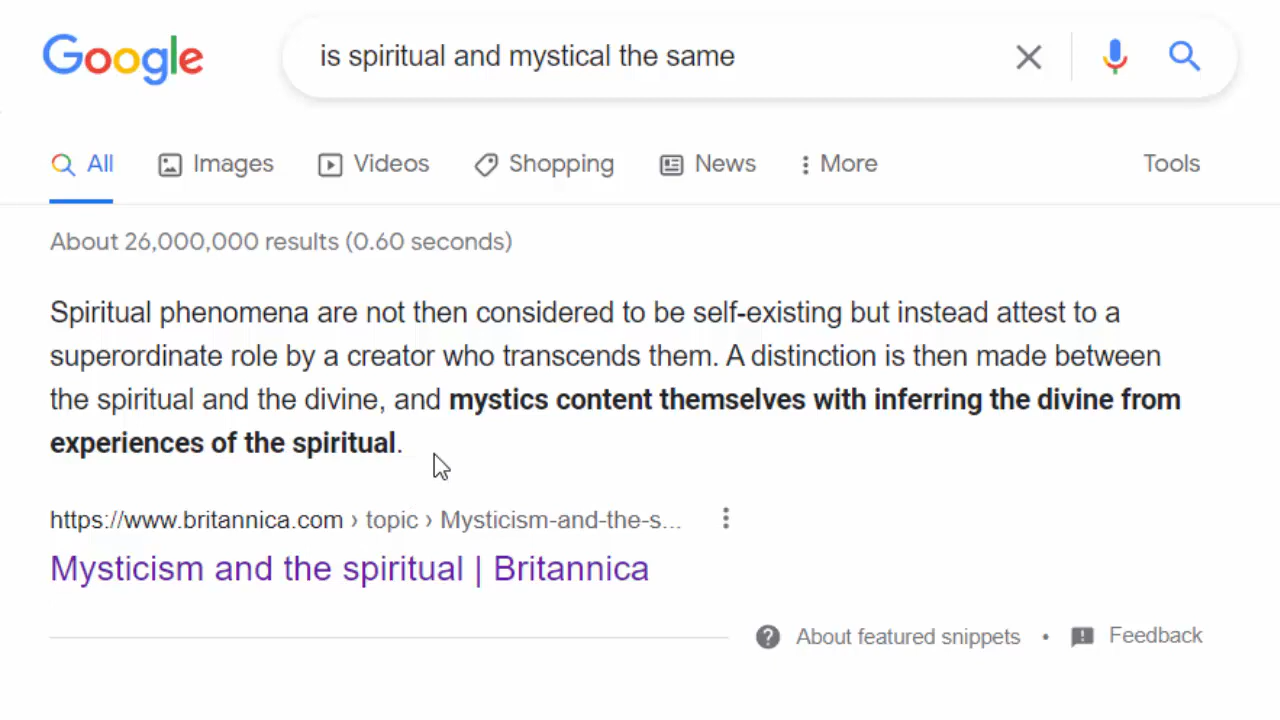 Google
is spiritual and mystical the same
All Images Videos Shopping News More Tools
About 26,000,000 results (0.60 seconds)
Spiritual phenomena are not then considered to be self-existing but instead attest to a
superordinate role by a creator who transcends them. A distinction is then made between
the spiritual and the divine, and mystics content themselves with inferring the divine from
experiences of the spiritual.
https://www.britannica.com › topic › Mysticism-and-the-s...
Mysticism and the spiritual | Britannica
About featured snippets • Feedback